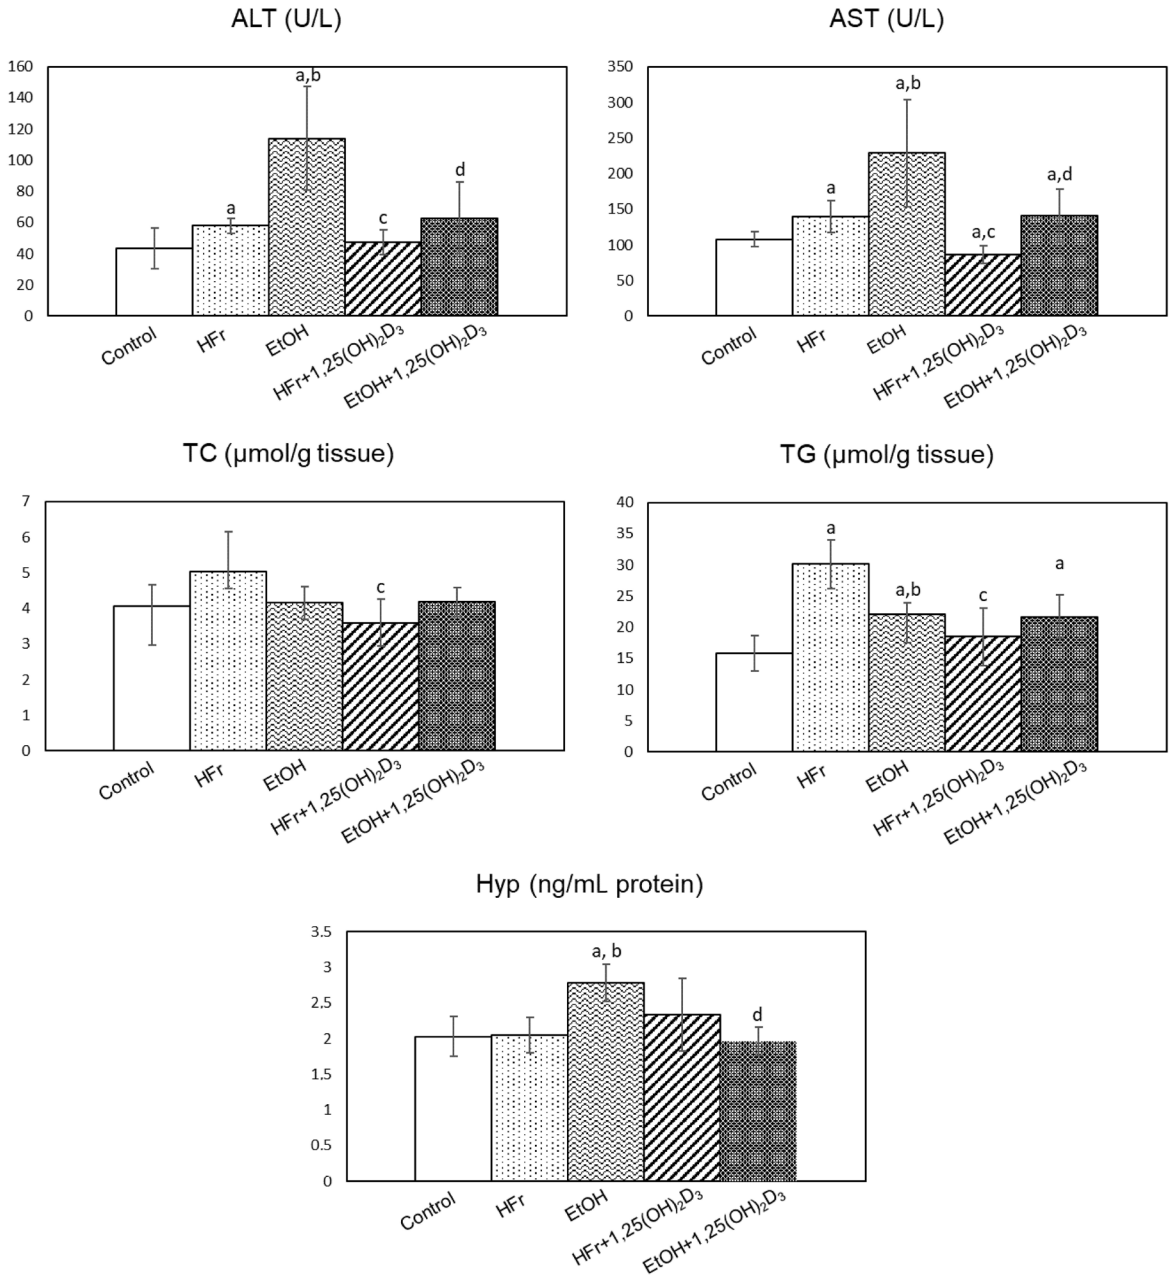 ALT (U/L)
160
140
120
100
80
60
40
20
0
a
a,b
c
d
Control
HFr
EtOH
HFr+1,25(OH)₂D₃
EtOH+1,25(OH)₂D₃
AST (U/L)
350
300
250
200
150
100
50
0
a
a,b
a,c
a,d
Control
HFr
EtOH
HFr+1,25(OH)₂D₃
EtOH+1,25(OH)₂D₃
TC (μmol/g tissue)
7
6
5
4
3
2
1
0
c
Control
HFr
EtOH
HFr+1,25(OH)₂D₃
EtOH+1,25(OH)₂D₃
TG (μmol/g tissue)
40
35
30
25
20
15
10
5
0
a
a,b
c
a
Control
HFr
EtOH
HFr+1,25(OH)₂D₃
EtOH+1,25(OH)₂D₃
Hyp (ng/mL protein)
3.5
3
2.5
2
1.5
1
0.5
0
a, b
d
Control
HFr
EtOH
HFr+1,25(OH)₂D₃
EtOH+1,25(OH)₂D₃